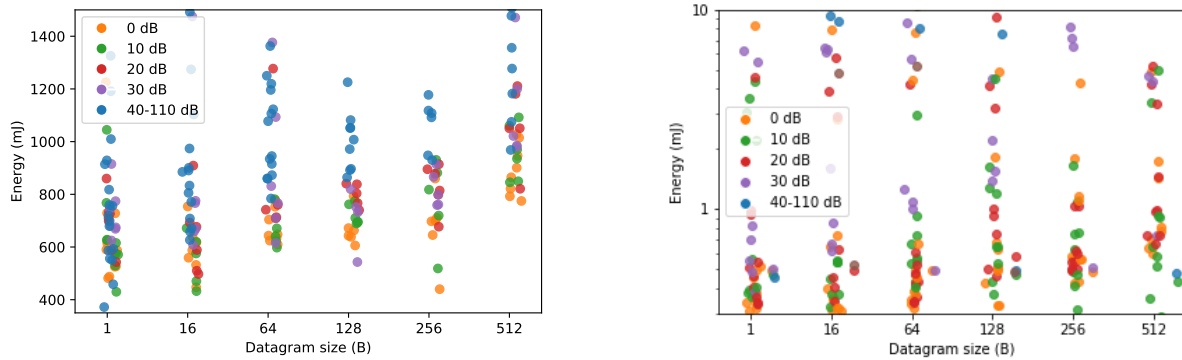 1400
1200
1000
800
600
400
Energy (mJ)
0 dB
10 dB
20 dB
30 dB
40-110 dB
1 16 64 128 256 512
Datagram size (B)
10
1
Energy (mJ)
0 dB
10 dB
20 dB
30 dB
40-110 dB
1 16 64 128 256 512
Datagram size (B)